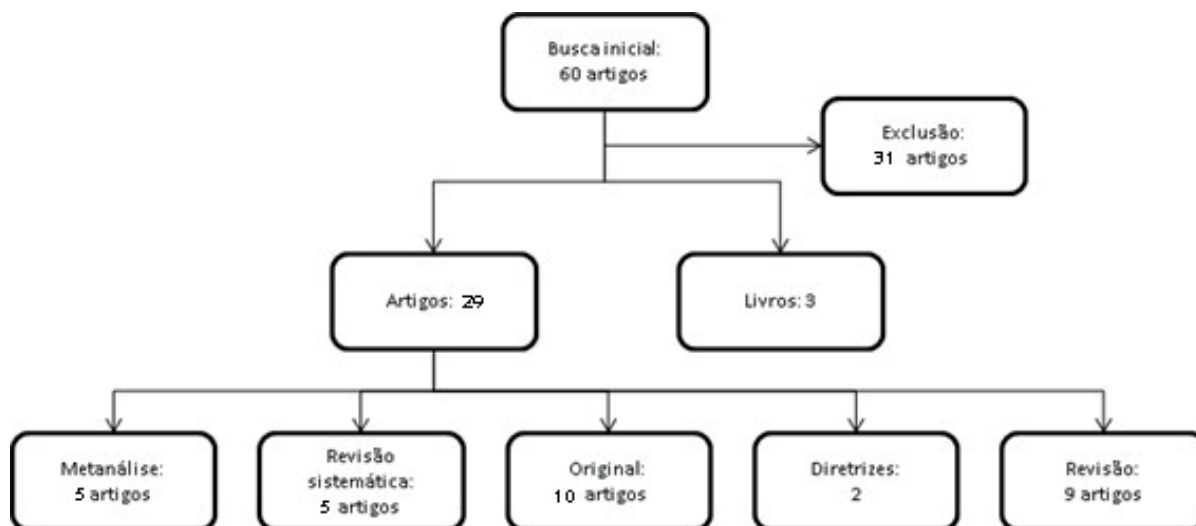 Busca inicial:
60 artigos
Exclusão:
31 artigos
Artigos: 29
Livros: 3
Metanálise:
5 artigos
Revisão
sistemática:
5 artigos
Original:
10 artigos
Diretrizes:
2
Revisão:
9 artigos